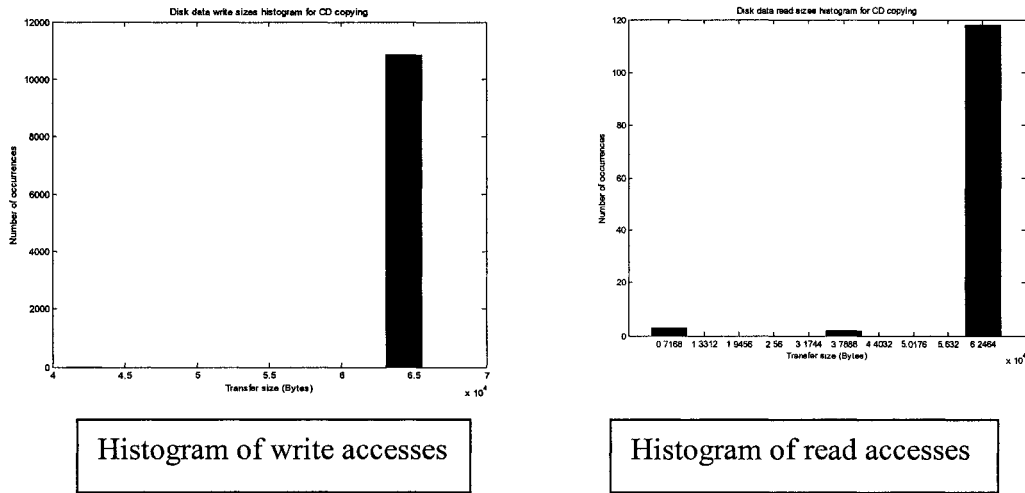 Disk data write sizes histogram for CD copying
12000
10000
8000
6000
4000
2000
0
Number of occurrences
4 4.5 5 5.5 6 6.5 7
Transfer size (Bytes)
x 10^4
Histogram of write accesses
Disk data read sizes histogram for CD copying
120
100
80
60
40
20
0
Number of occurrences
0 7168 1 3312 1 9456 2 56 3 1744 3 7888 4 4032 5 0176 5 632 6 2464
Transfer size (Bytes)
x 10^4
Histogram of read accesses